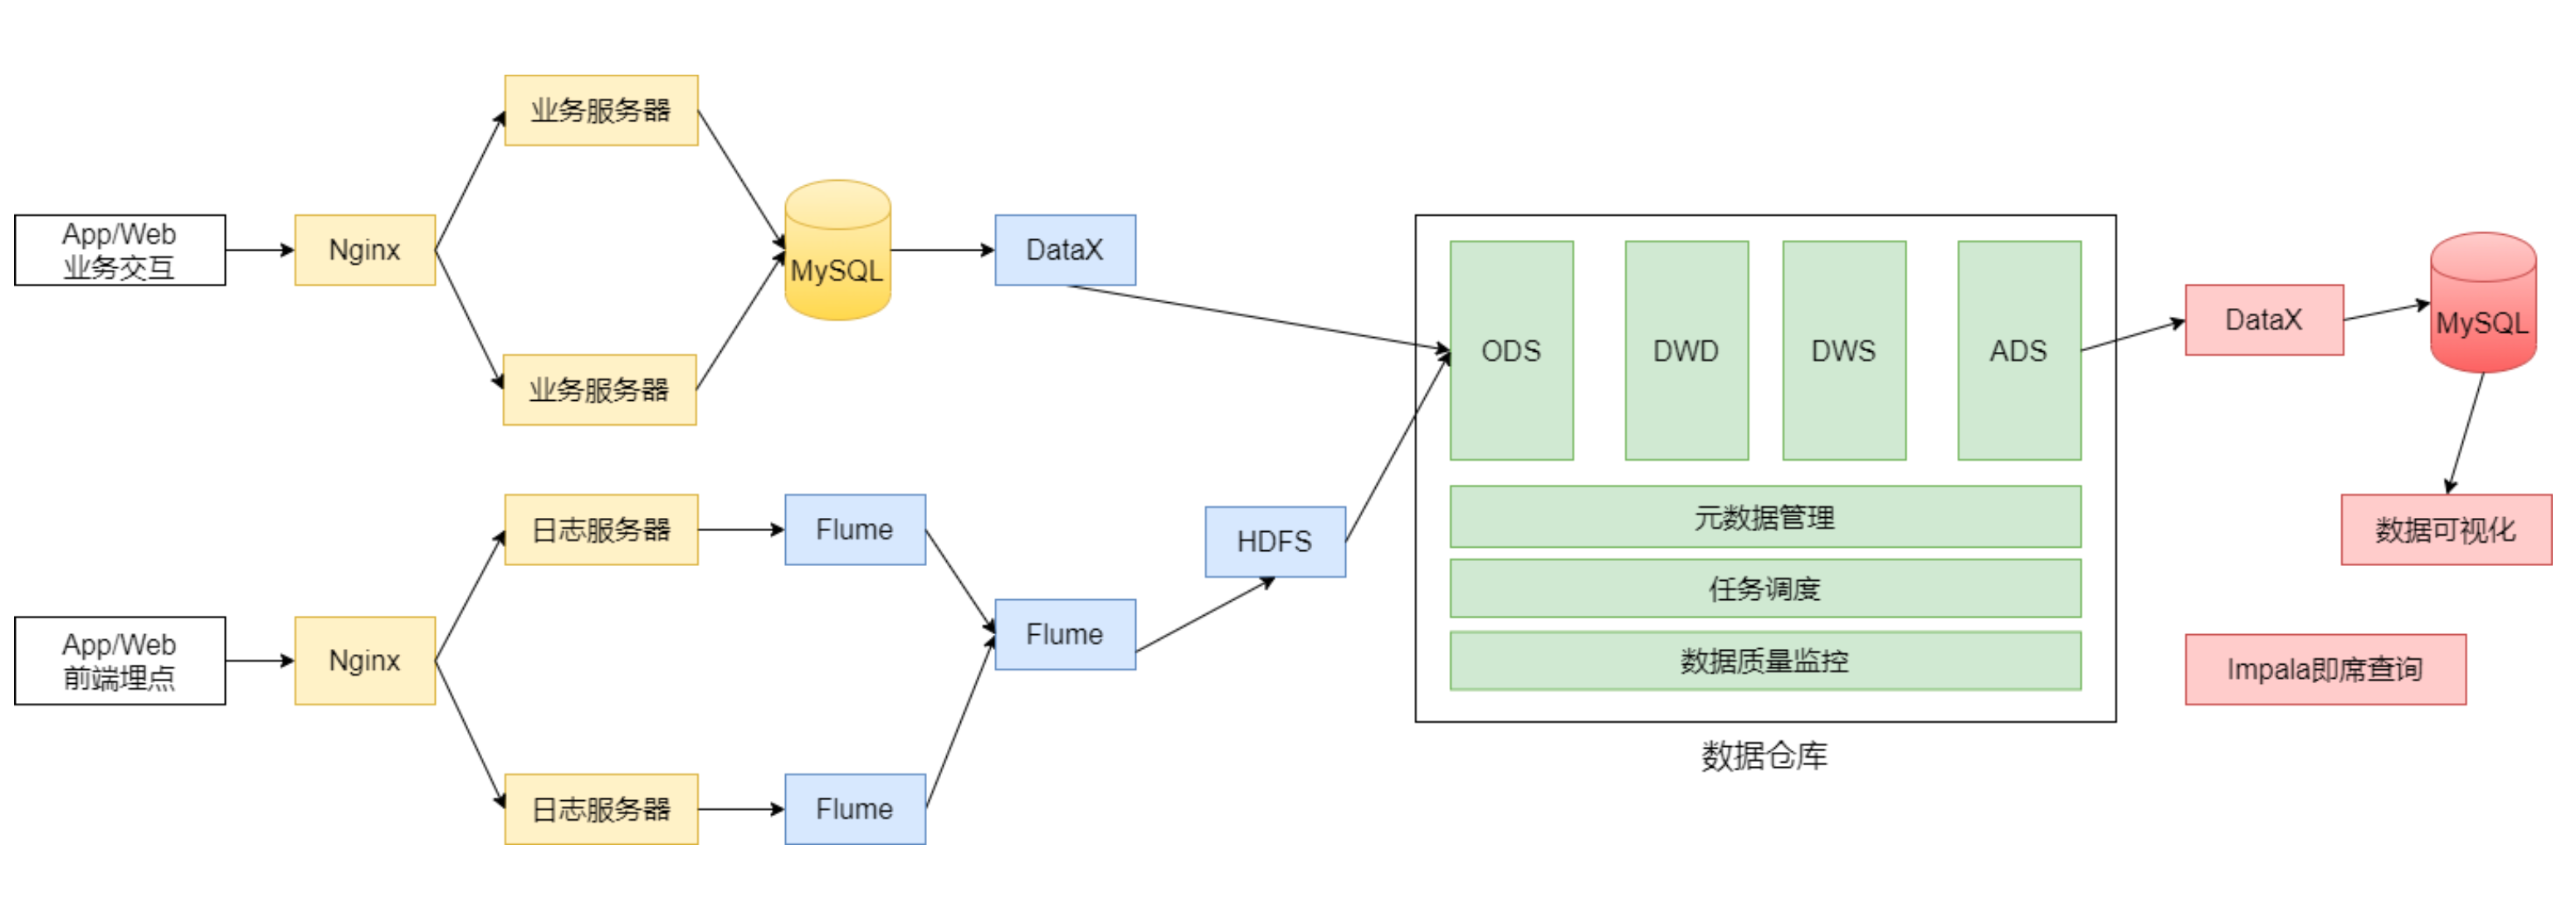 业务服务器
App/Web
业务交互
Nginx
MySQL
DataX
业务服务器
日志服务器
Flume
App/Web
前端埋点
Nginx
Flume
HDFS
日志服务器
Flume
ODS
DWD
DWS
ADS
元数据管理
任务调度
数据质量监控
数据仓库
DataX
MySQL
数据可视化
Impala即席查询